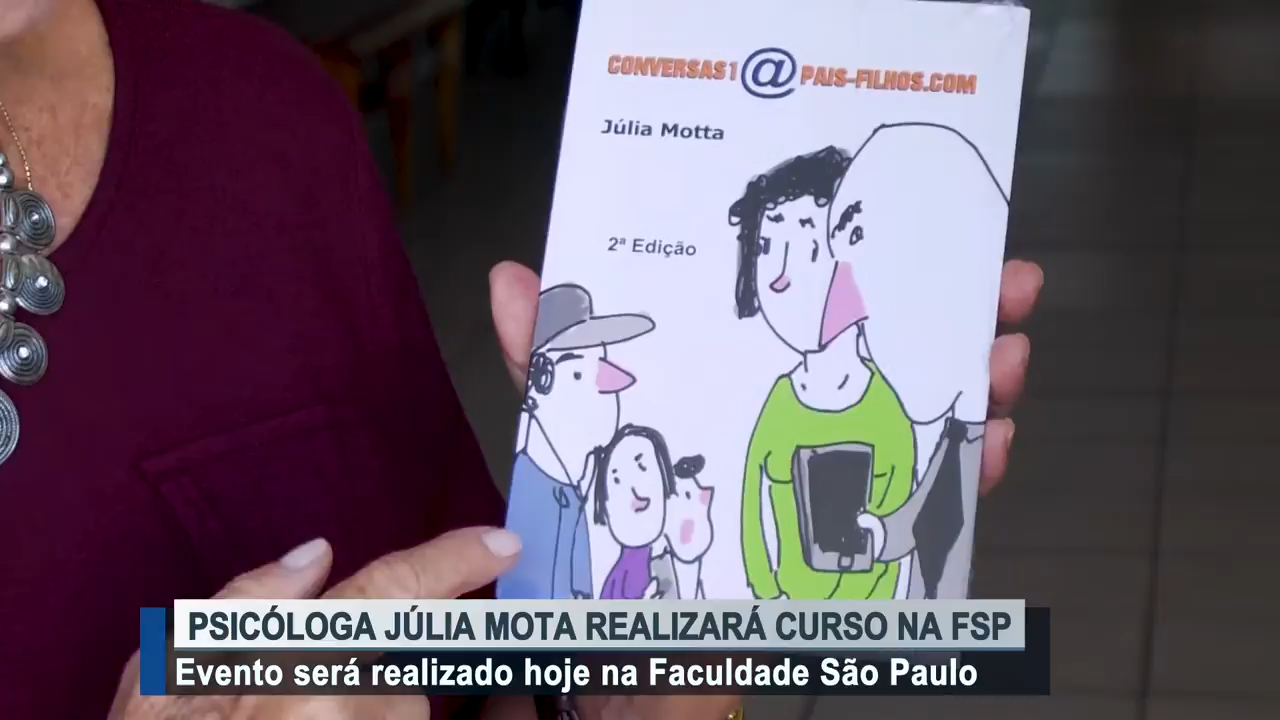 CONVERSAS1@PAIS-FILHOS.COM
Júlia Motta
2ª Edição
PSICÓLOGA JÚLIA MOTA REALIZARÁ CURSO NA FSP
Evento será realizado hoje na Faculdade São Paulo